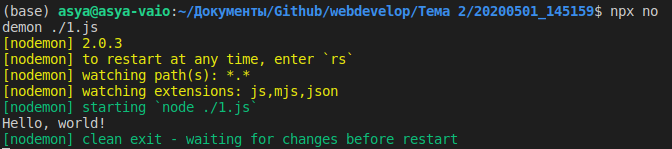 (base) asya@asya-vaio:~/Документы/Github/webdevelop/Тема 2/20200501_145159$ npx no
demon ./1.js
[nodemon] 2.0.3
[nodemon] to restart at any time, enter `rs`
[nodemon] watching path(s): *.*
[nodemon] watching extensions: js,mjs,json
[nodemon] starting `node ./1.js`
Hello, world!
[nodemon] clean exit - waiting for changes before restart